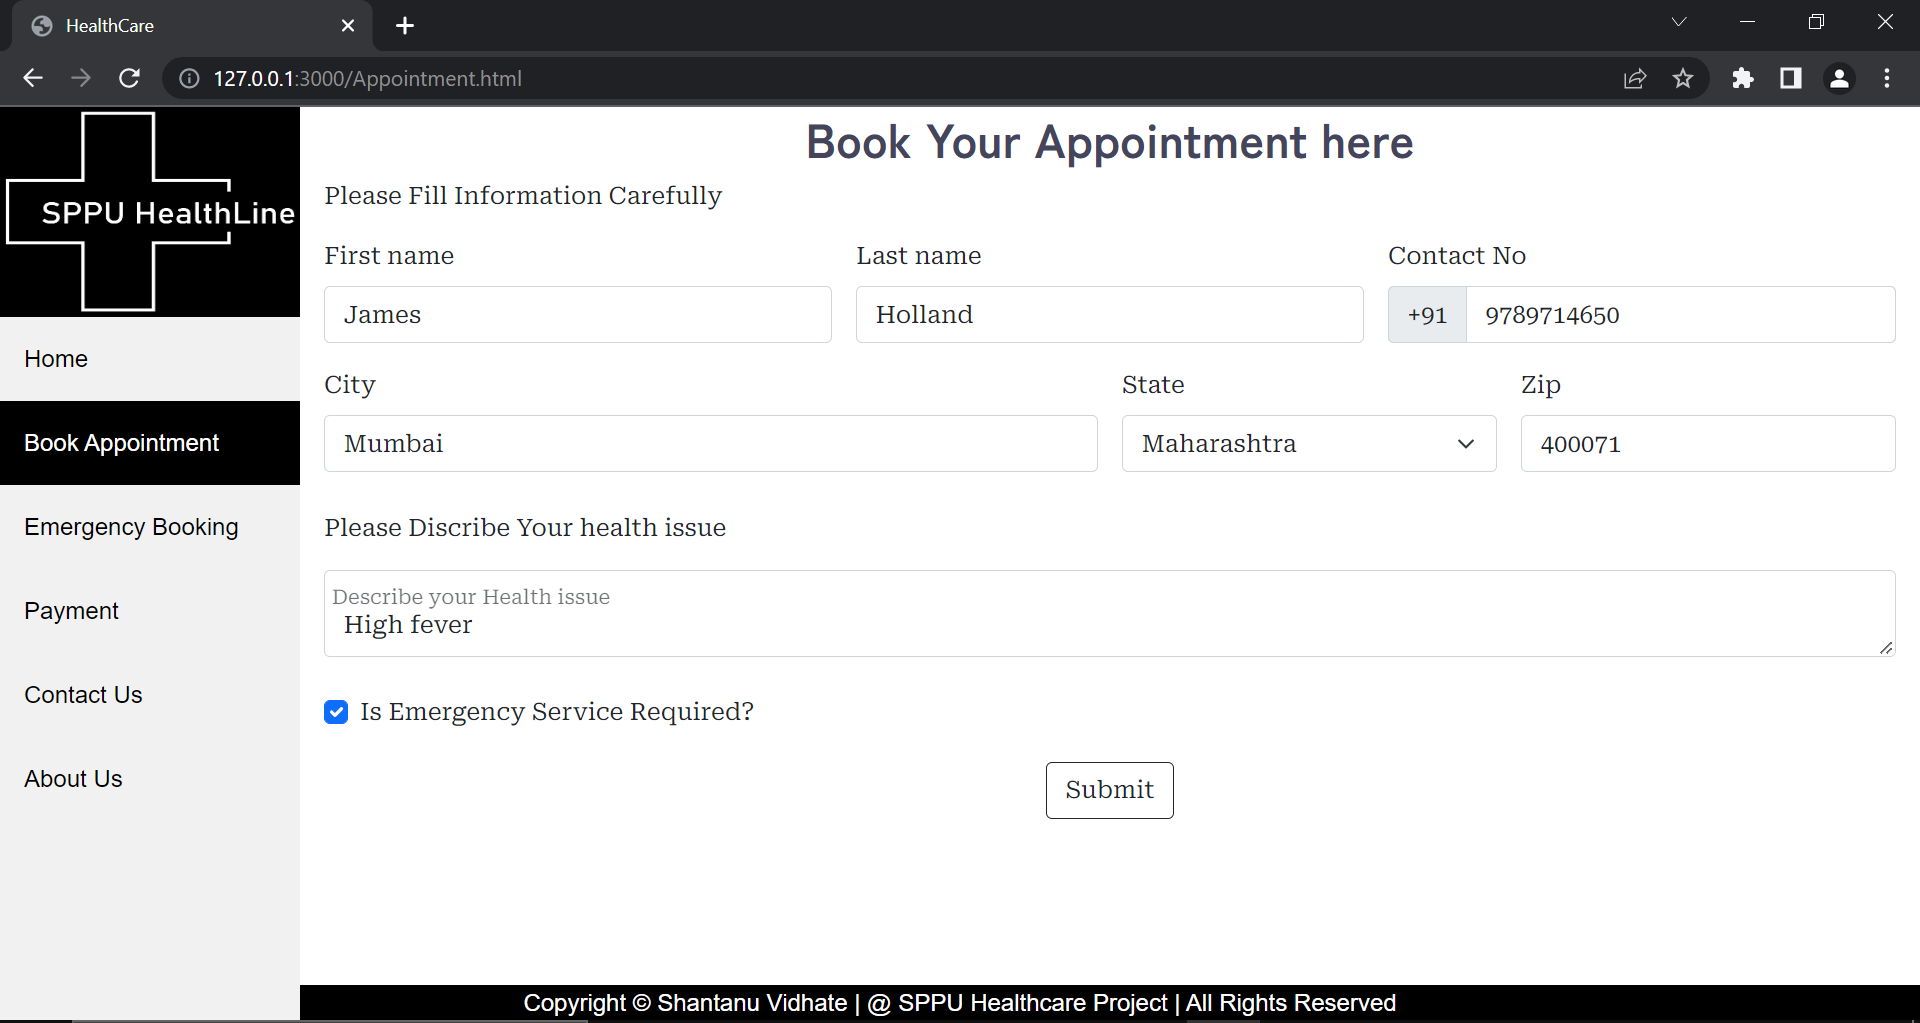 HealthCare
127.0.0.1:3000/Appointment.html
SPPU HealthLine
Home
Book Appointment
Emergency Booking
Payment
Contact Us
About Us
Book Your Appointment here
Please Fill Information Carefully
First name
Last name
Contact No
James
Holland
+91
9789714650
City
State
Zip
Mumbai
Maharashtra
400071
Please Discribe Your health issue
Describe your Health issue
High fever
Is Emergency Service Required?
Submit
Copyright © Shantanu Vidhate | @ SPPU Healthcare Project | All Rights Reserved